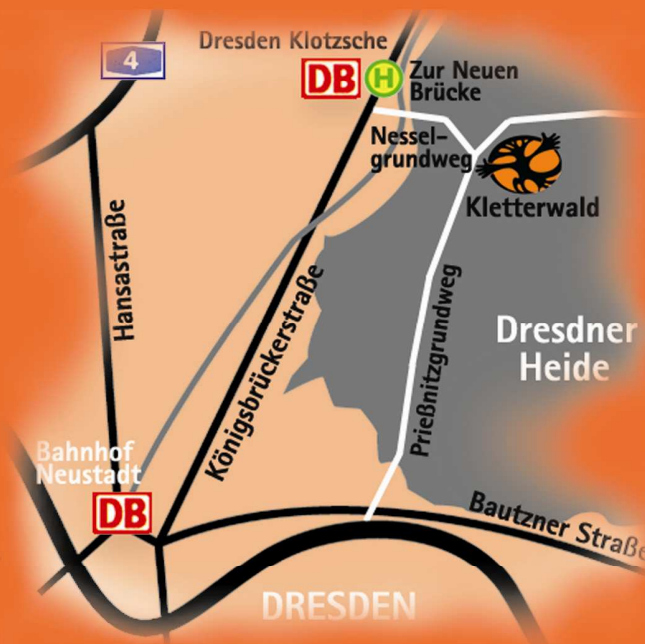 4
Dresden Klotzsche
DB
H
Zur Neuen
Brücke
Nessel-
grundweg
Kletterwald
Hansastraße
Königsbrückerstraße
Prießnitzgrundweg
Dresdner
Heide
Bahnhof
Neustadt
DB
Bautzner Straße
DRESDEN